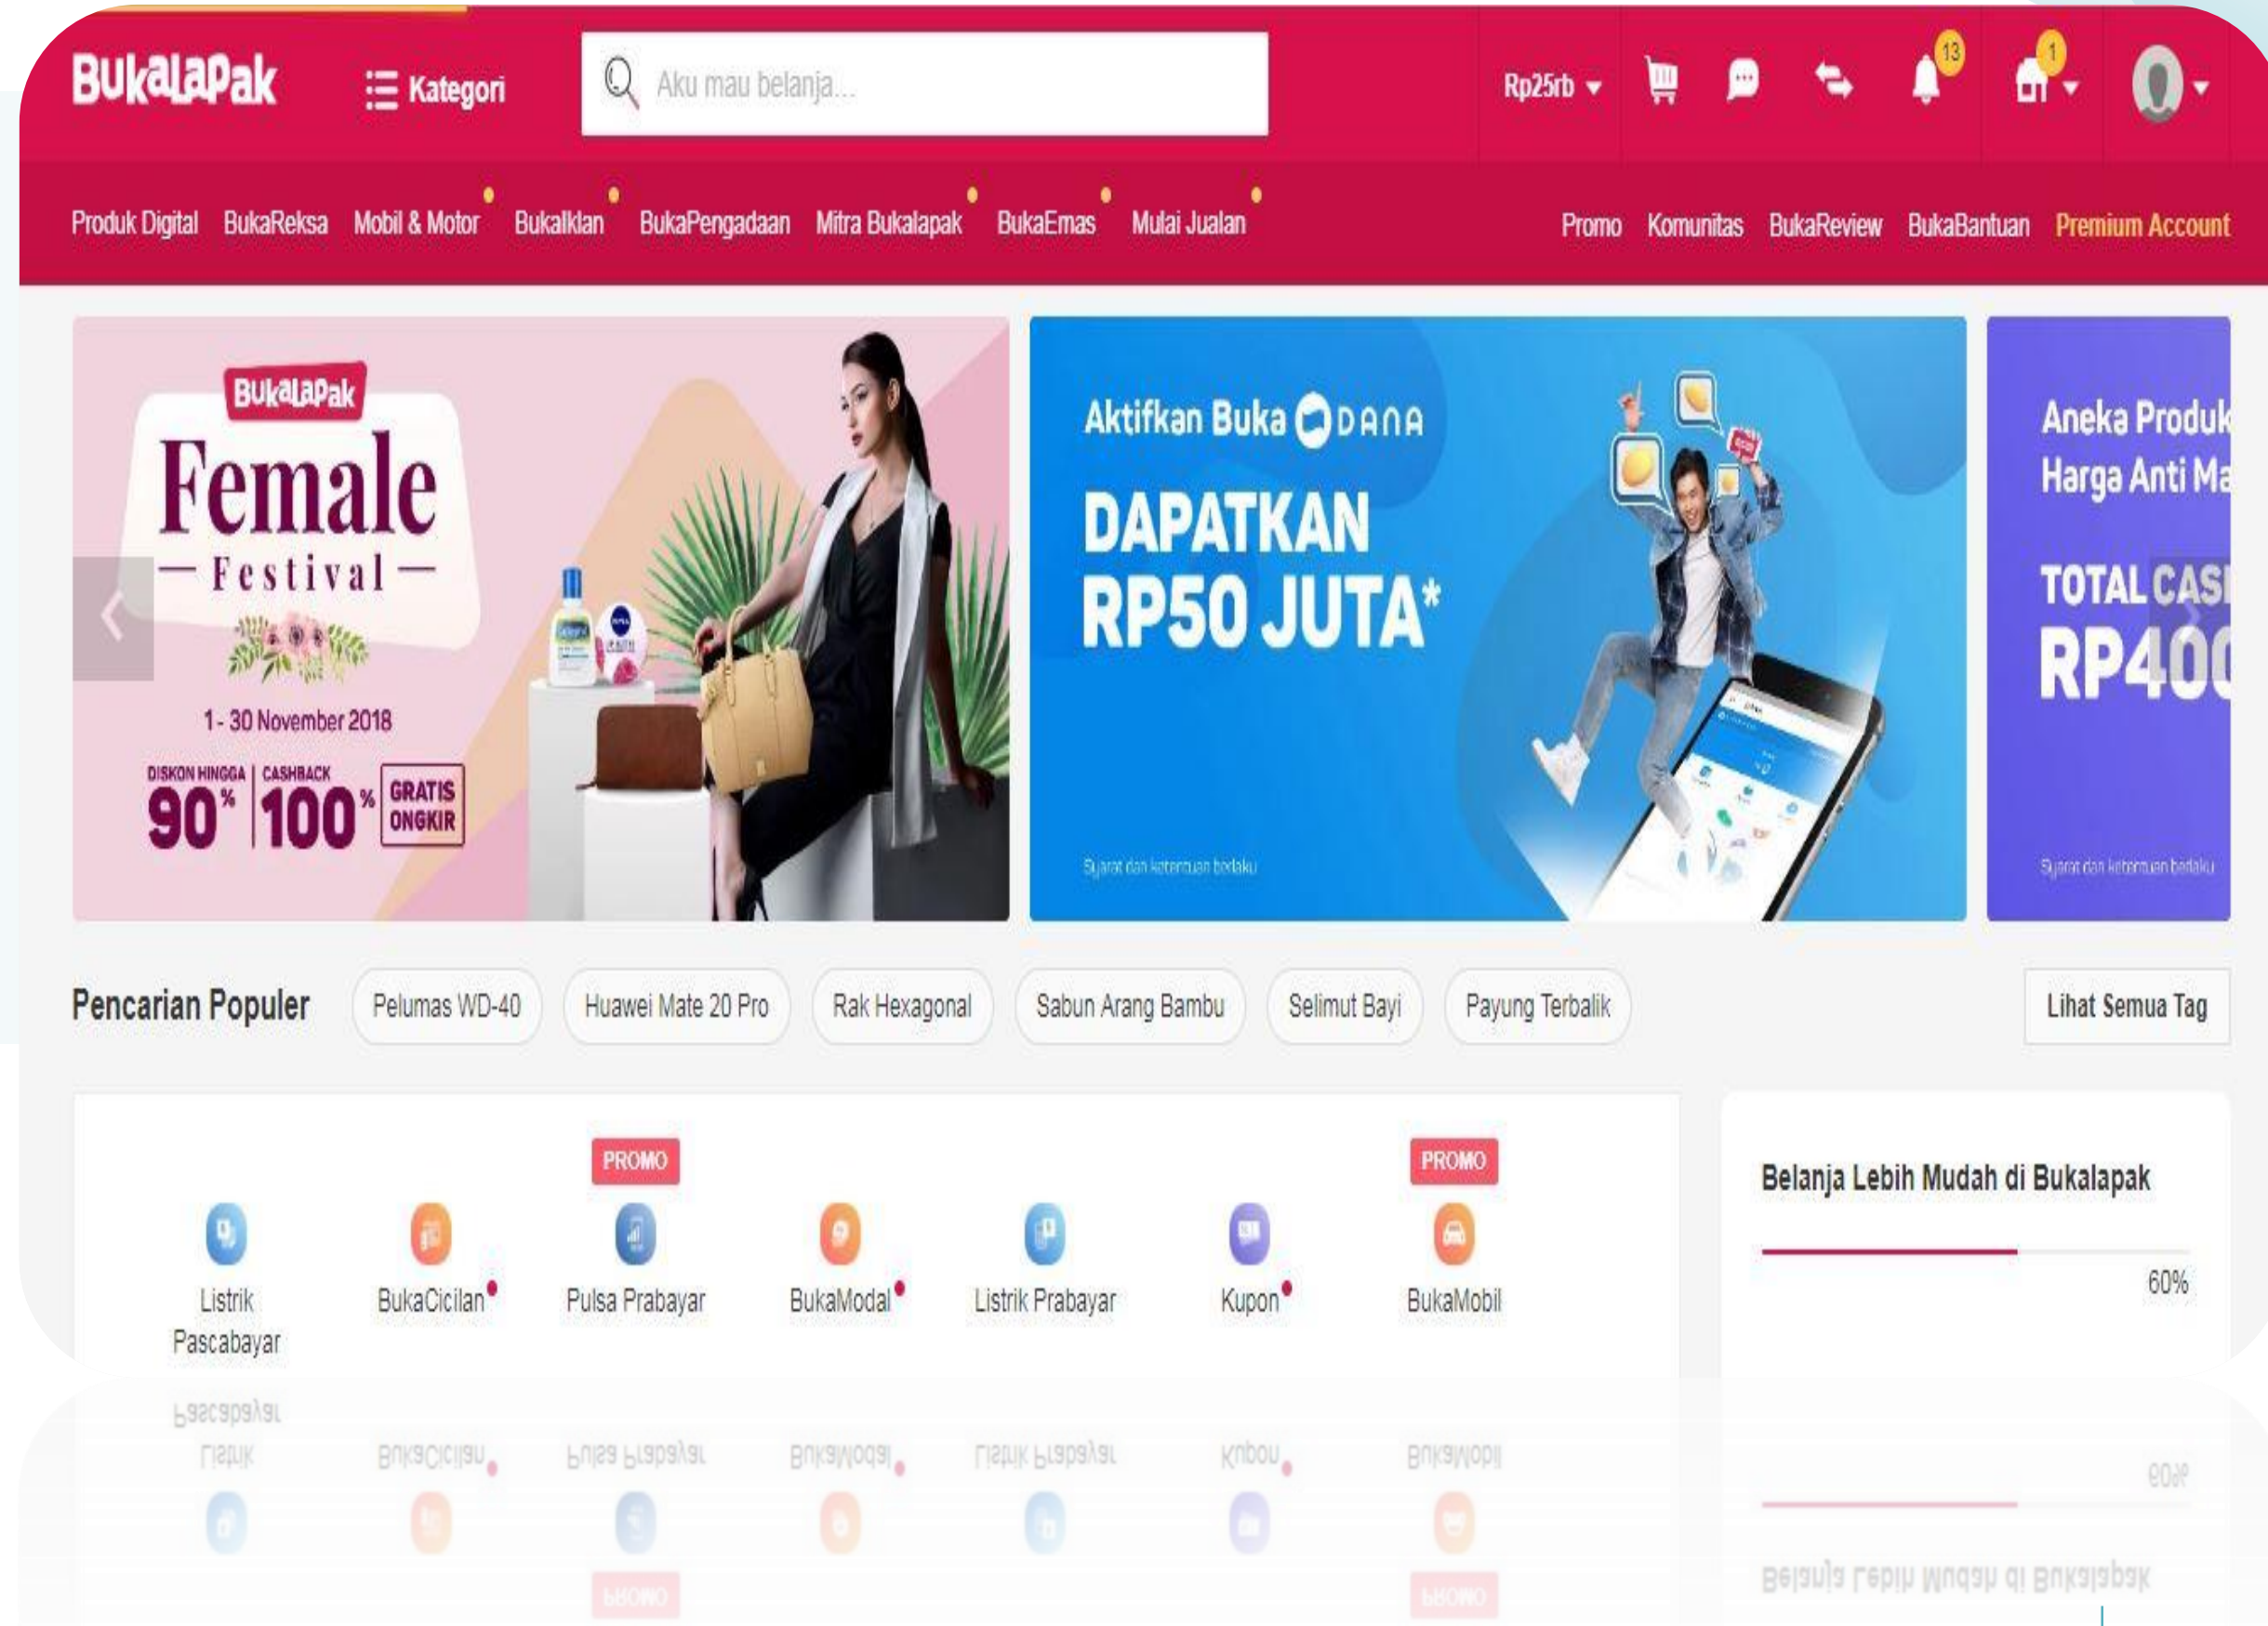 BukaLaPak
Kategori
Aku mau belanja...
Rp25rb
13
1
Produk Digital BukaReksa Mobil & Motor BukaIklan BukaPengadaan Mitra Bukalapak BukaEmas Mulai Jualan
Promo Komunitas BukaReview BukaBantuan Premium Account
BukaLaPak
Female
Festival
1 - 30 November 2018
DISKON HINGGA
90%
CASHBACK
100%
GRATIS
ONGKIR
NIVEA
Aktifkan Buka DANA
DAPATKAN
RP50 JUTA*
Syarat dan ketentuan berlaku
Aneka Produk
Harga Anti Ma
TOTAL CAS
RP400
Syarat dan ketentuan berlaku
Pencarian Populer
Pelumas WD-40
Huawei Mate 20 Pro
Rak Hexagonal
Sabun Arang Bambu
Selimut Bayi
Payung Terbalik
Lihat Semua Tag
PROMO
PROMO
Listrik
Pascabayar
BukaCicilan
Pulsa Prabayar
BukaModal
Listrik Prabayar
Kupon
BukaMobil
Belanja Lebih Mudah di Bukalapak
60%